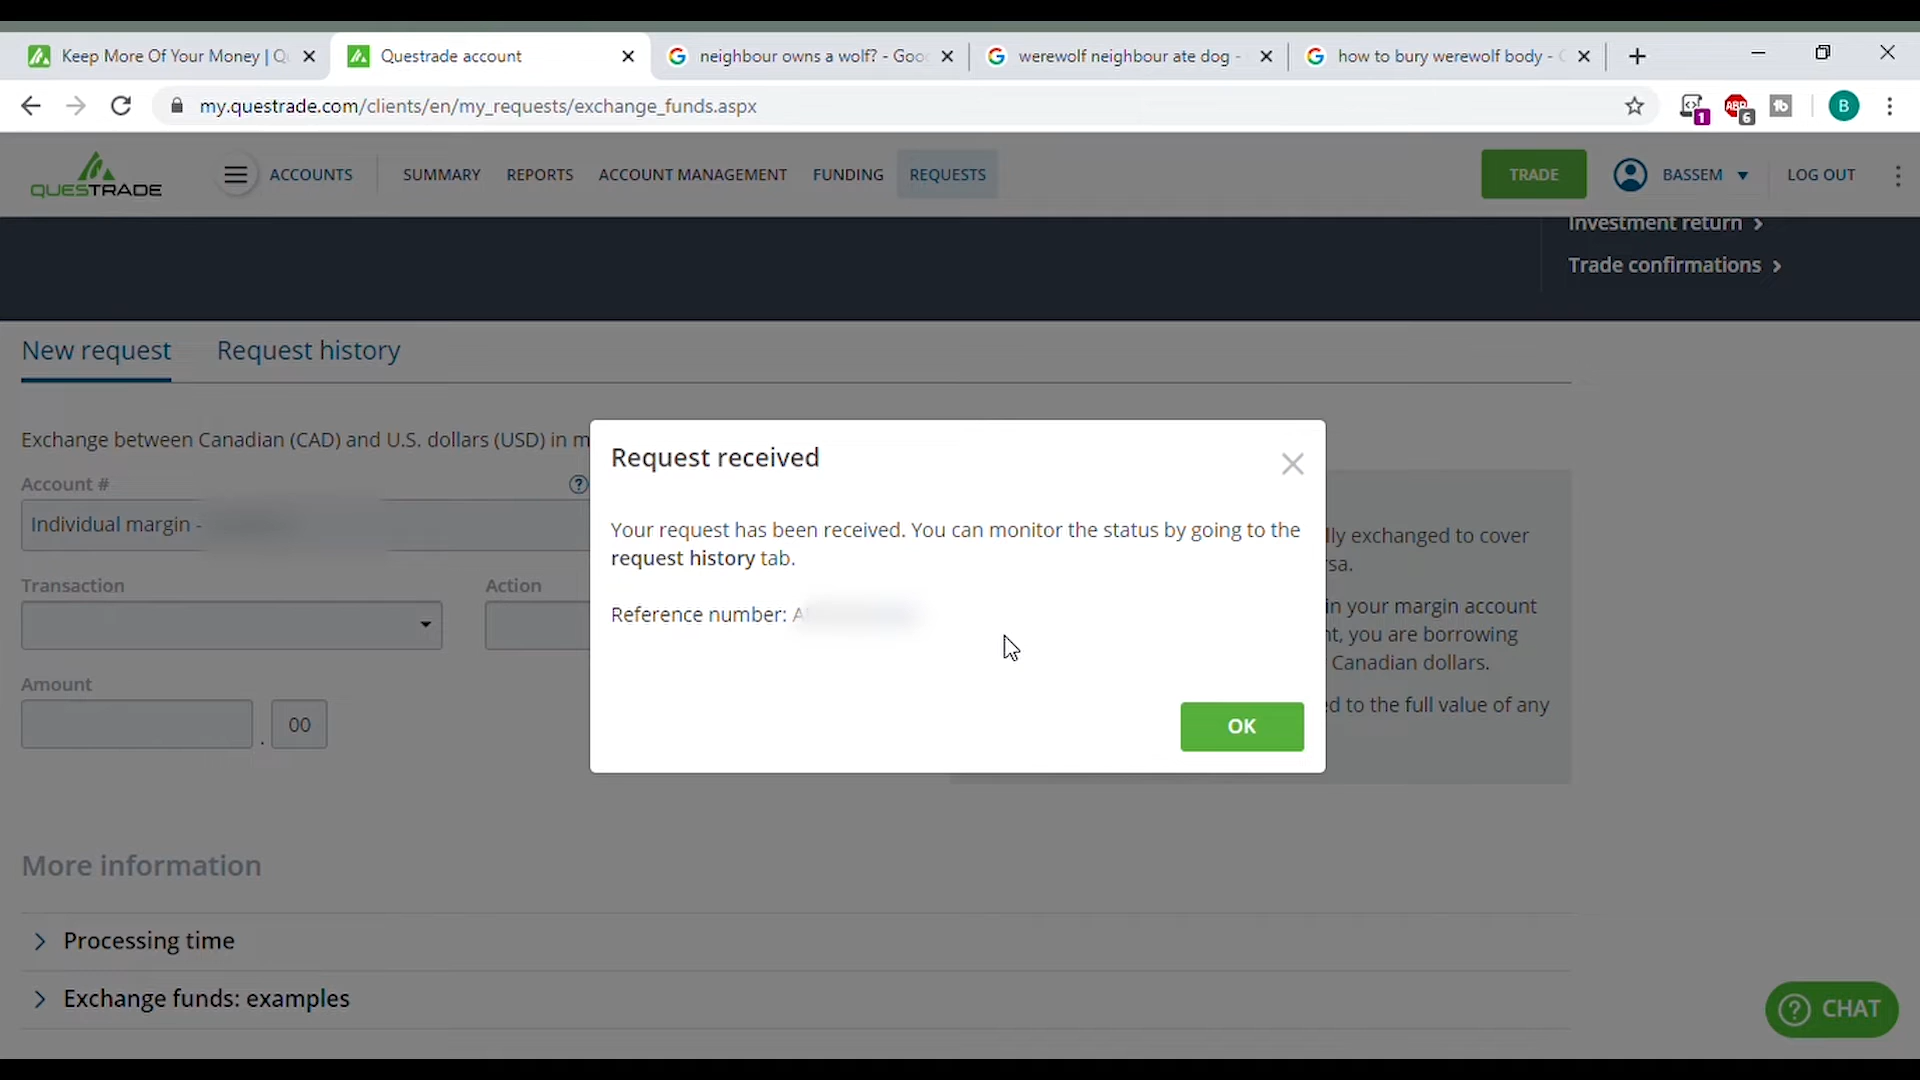 Keep More Of Your Money | Qu
Questrade account
neighbour owns a wolf? - Goo
werewolf neighbour ate dog -
how to bury werewolf body -
my.questrade.com/clients/en/my_requests/exchange_funds.aspx
1
ABP
6
tb
B
QUESTRADE
ACCOUNTS
SUMMARY
REPORTS
ACCOUNT MANAGEMENT
FUNDING
REQUESTS
TRADE
BASSEM
LOG OUT
Investment return
Trade confirmations
New request
Request history
Exchange between Canadian (CAD) and U.S. dollars (USD) in m
Account #
?
Individual margin -
Transaction
Action
Amount
. 00
Request received
Your request has been received. You can monitor the status by going to the
request history tab.
Reference number: A
OK
lly exchanged to cover
sa.
in your margin account
nt, you are borrowing
Canadian dollars.
ed to the full value of any
More information
Processing time
Exchange funds: examples
? CHAT